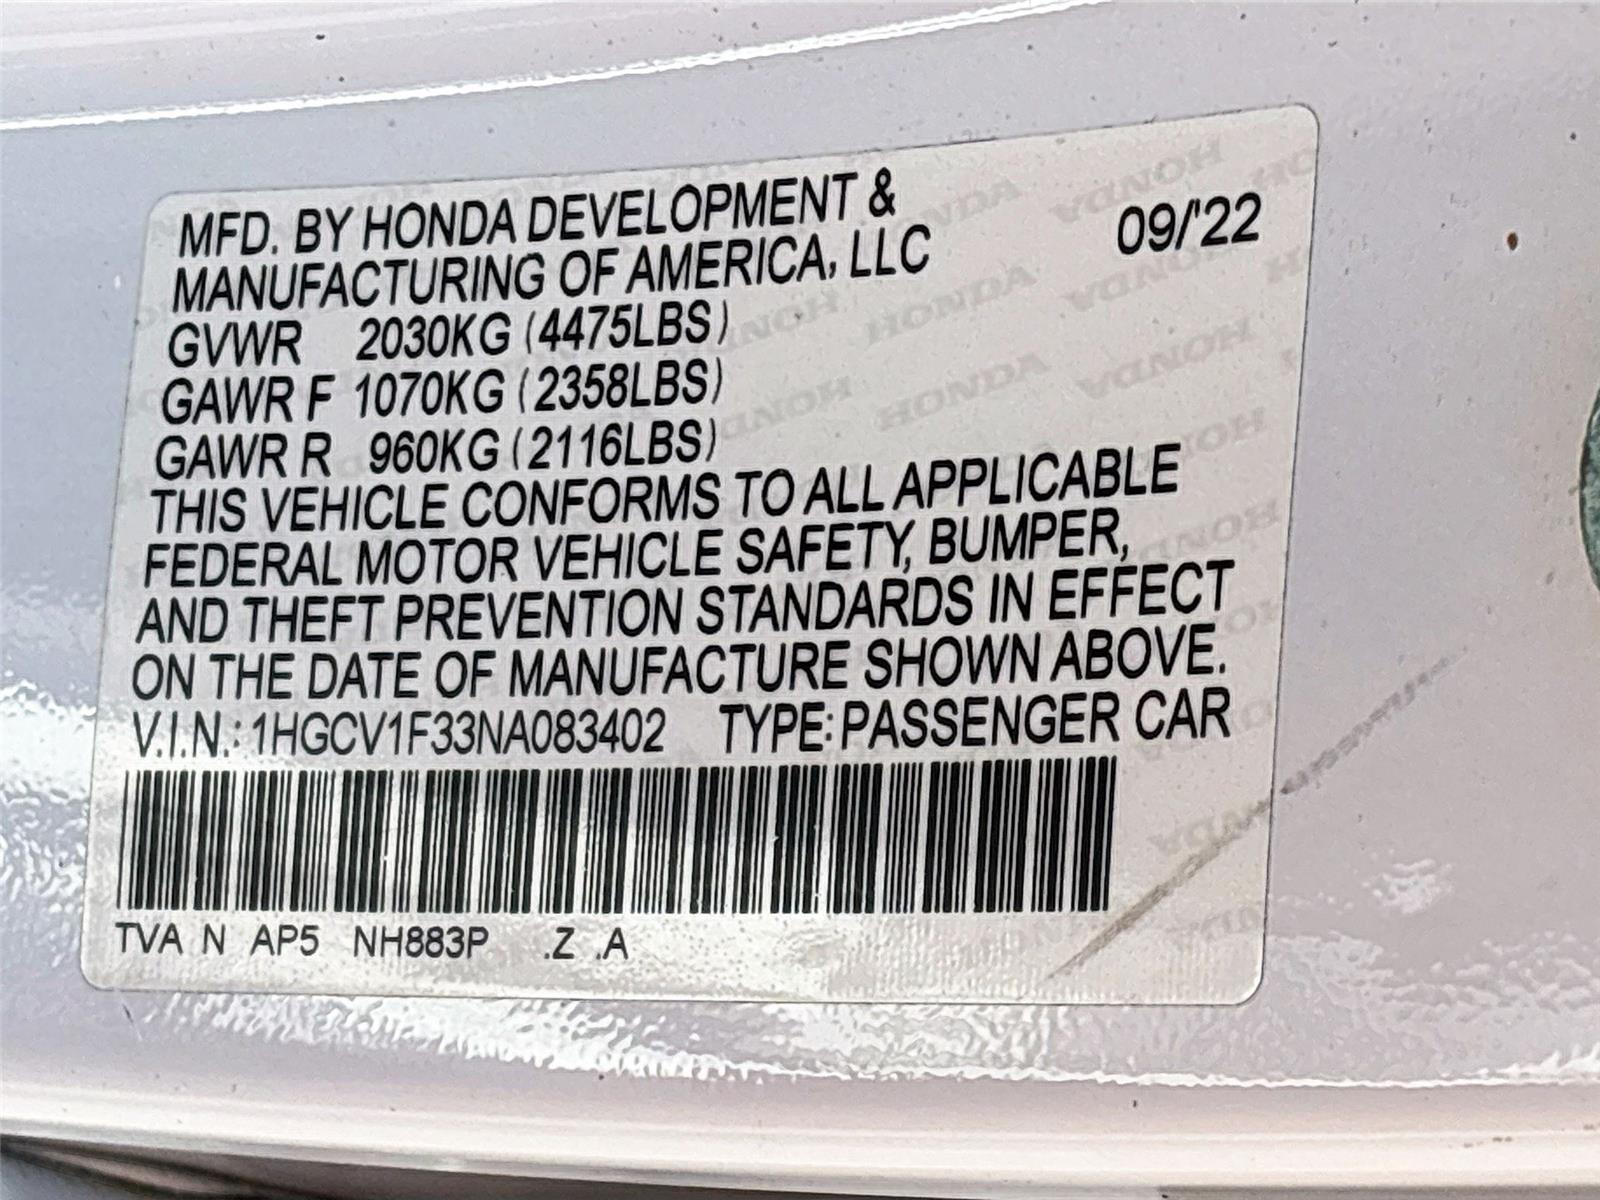 MFD. BY HONDA DEVELOPMENT &
MANUFACTURING OF AMERICA, LLC
09/'22
GVWR 2030KG (4475LBS)
GAWR F 1070KG (2358LBS)
GAWR R 960KG (2116LBS)
THIS VEHICLE CONFORMS TO ALL APPLICABLE
FEDERAL MOTOR VEHICLE SAFETY, BUMPER,
AND THEFT PREVENTION STANDARDS IN EFFECT
ON THE DATE OF MANUFACTURE SHOWN ABOVE.
V.I.N.: 1HGCV1F33NA083402 TYPE: PASSENGER CAR
TVA N AP5 NH883P .Z .A